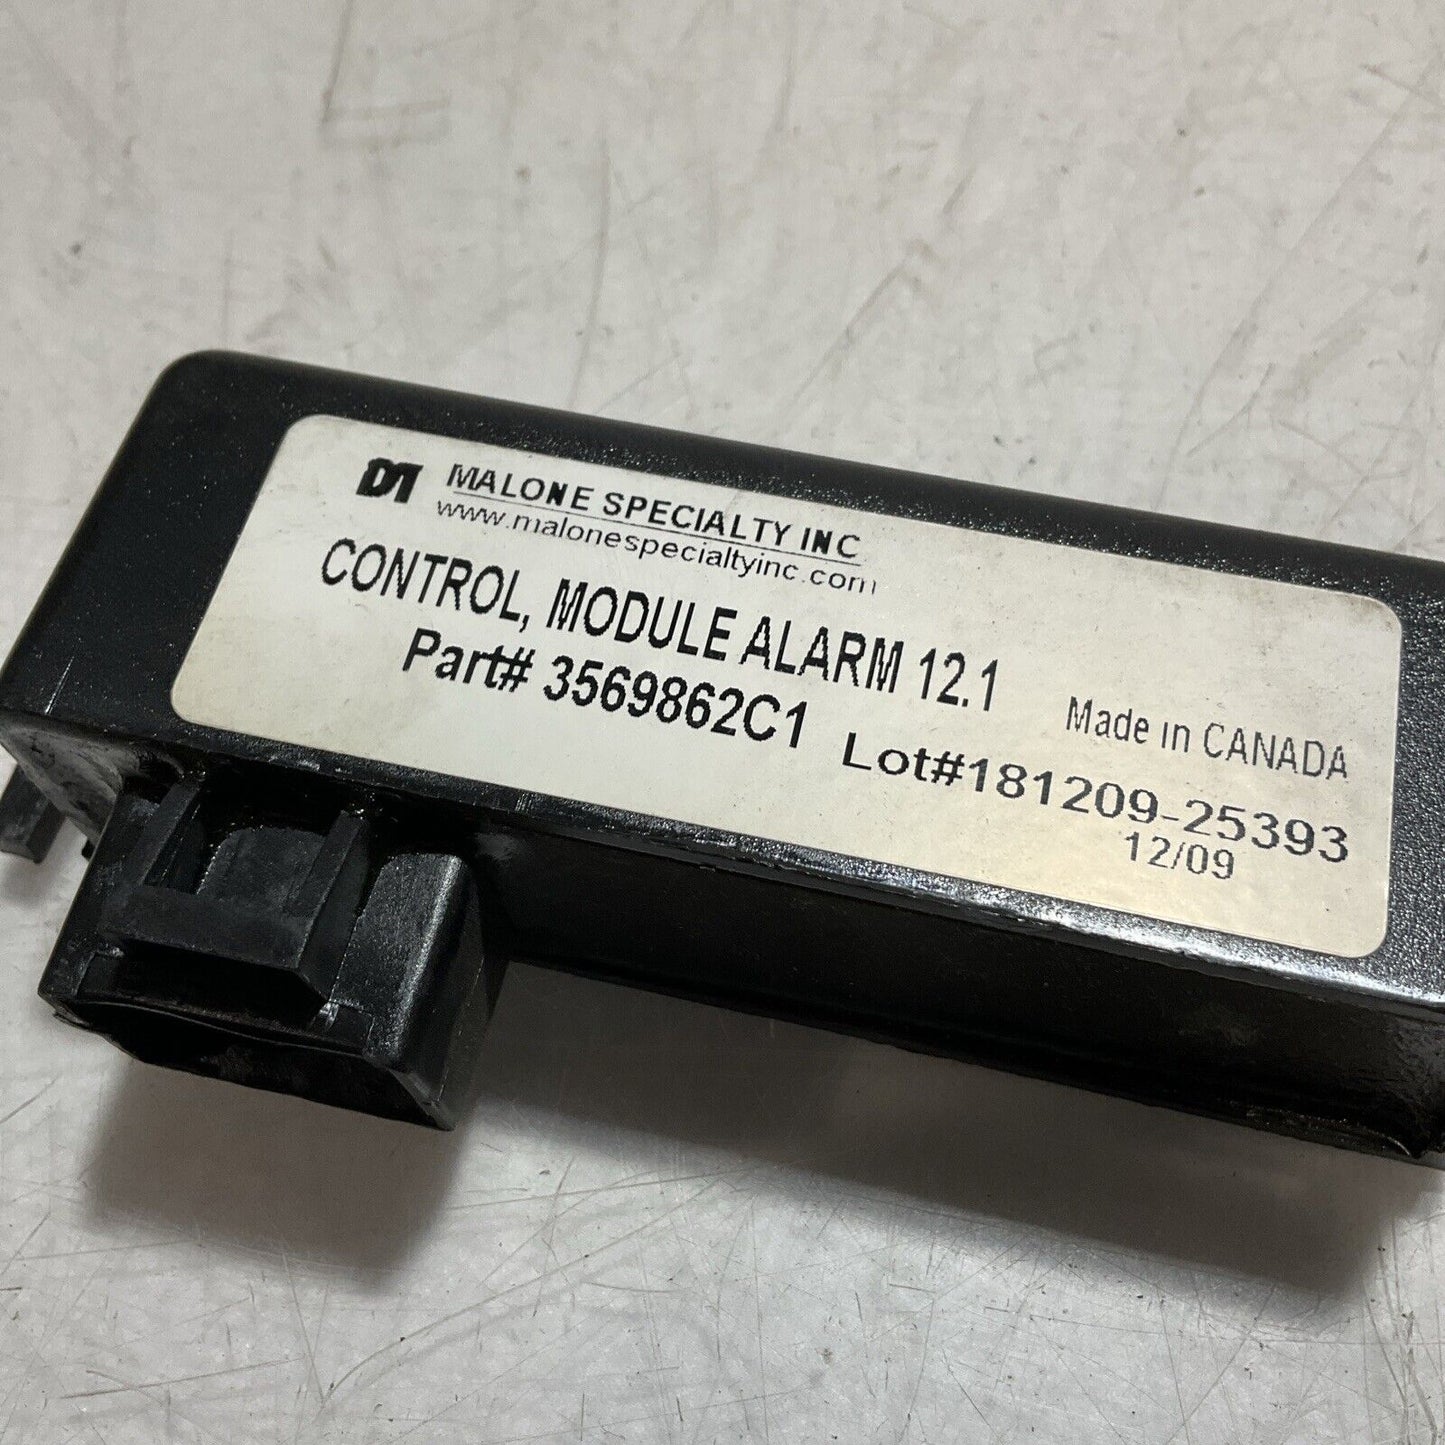 MALONE SPECIALTY INC
www.malonespecialtyinc.com
CONTROL, MODULE ALARM 12.1
Part# 3569862C1
Made in CANADA
Lot#181209-25393
12/09